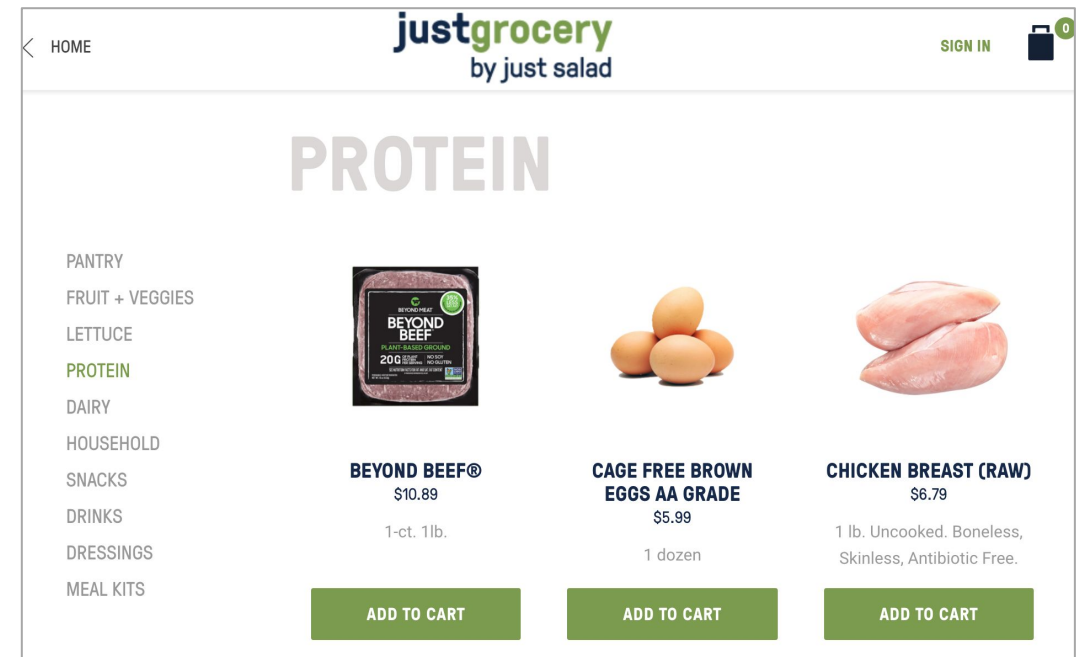 HOME
justgrocery
by just salad
SIGN IN
0
PROTEIN
PANTRY
FRUIT + VEGGIES
LETTUCE
PROTEIN
DAIRY
HOUSEHOLD
SNACKS
DRINKS
DRESSINGS
MEAL KITS
BEYOND MEAT
BEYOND
BEEF
PLANT-BASED GROUND
20G
NO SOY
NO GLUTEN
BEYOND BEEF®
$10.89
1-ct. 1lb.
ADD TO CART
CAGE FREE BROWN
EGGS AA GRADE
$5.99
1 dozen
ADD TO CART
CHICKEN BREAST (RAW)
$6.79
1 lb. Uncooked. Boneless,
Skinless, Antibiotic Free.
ADD TO CART